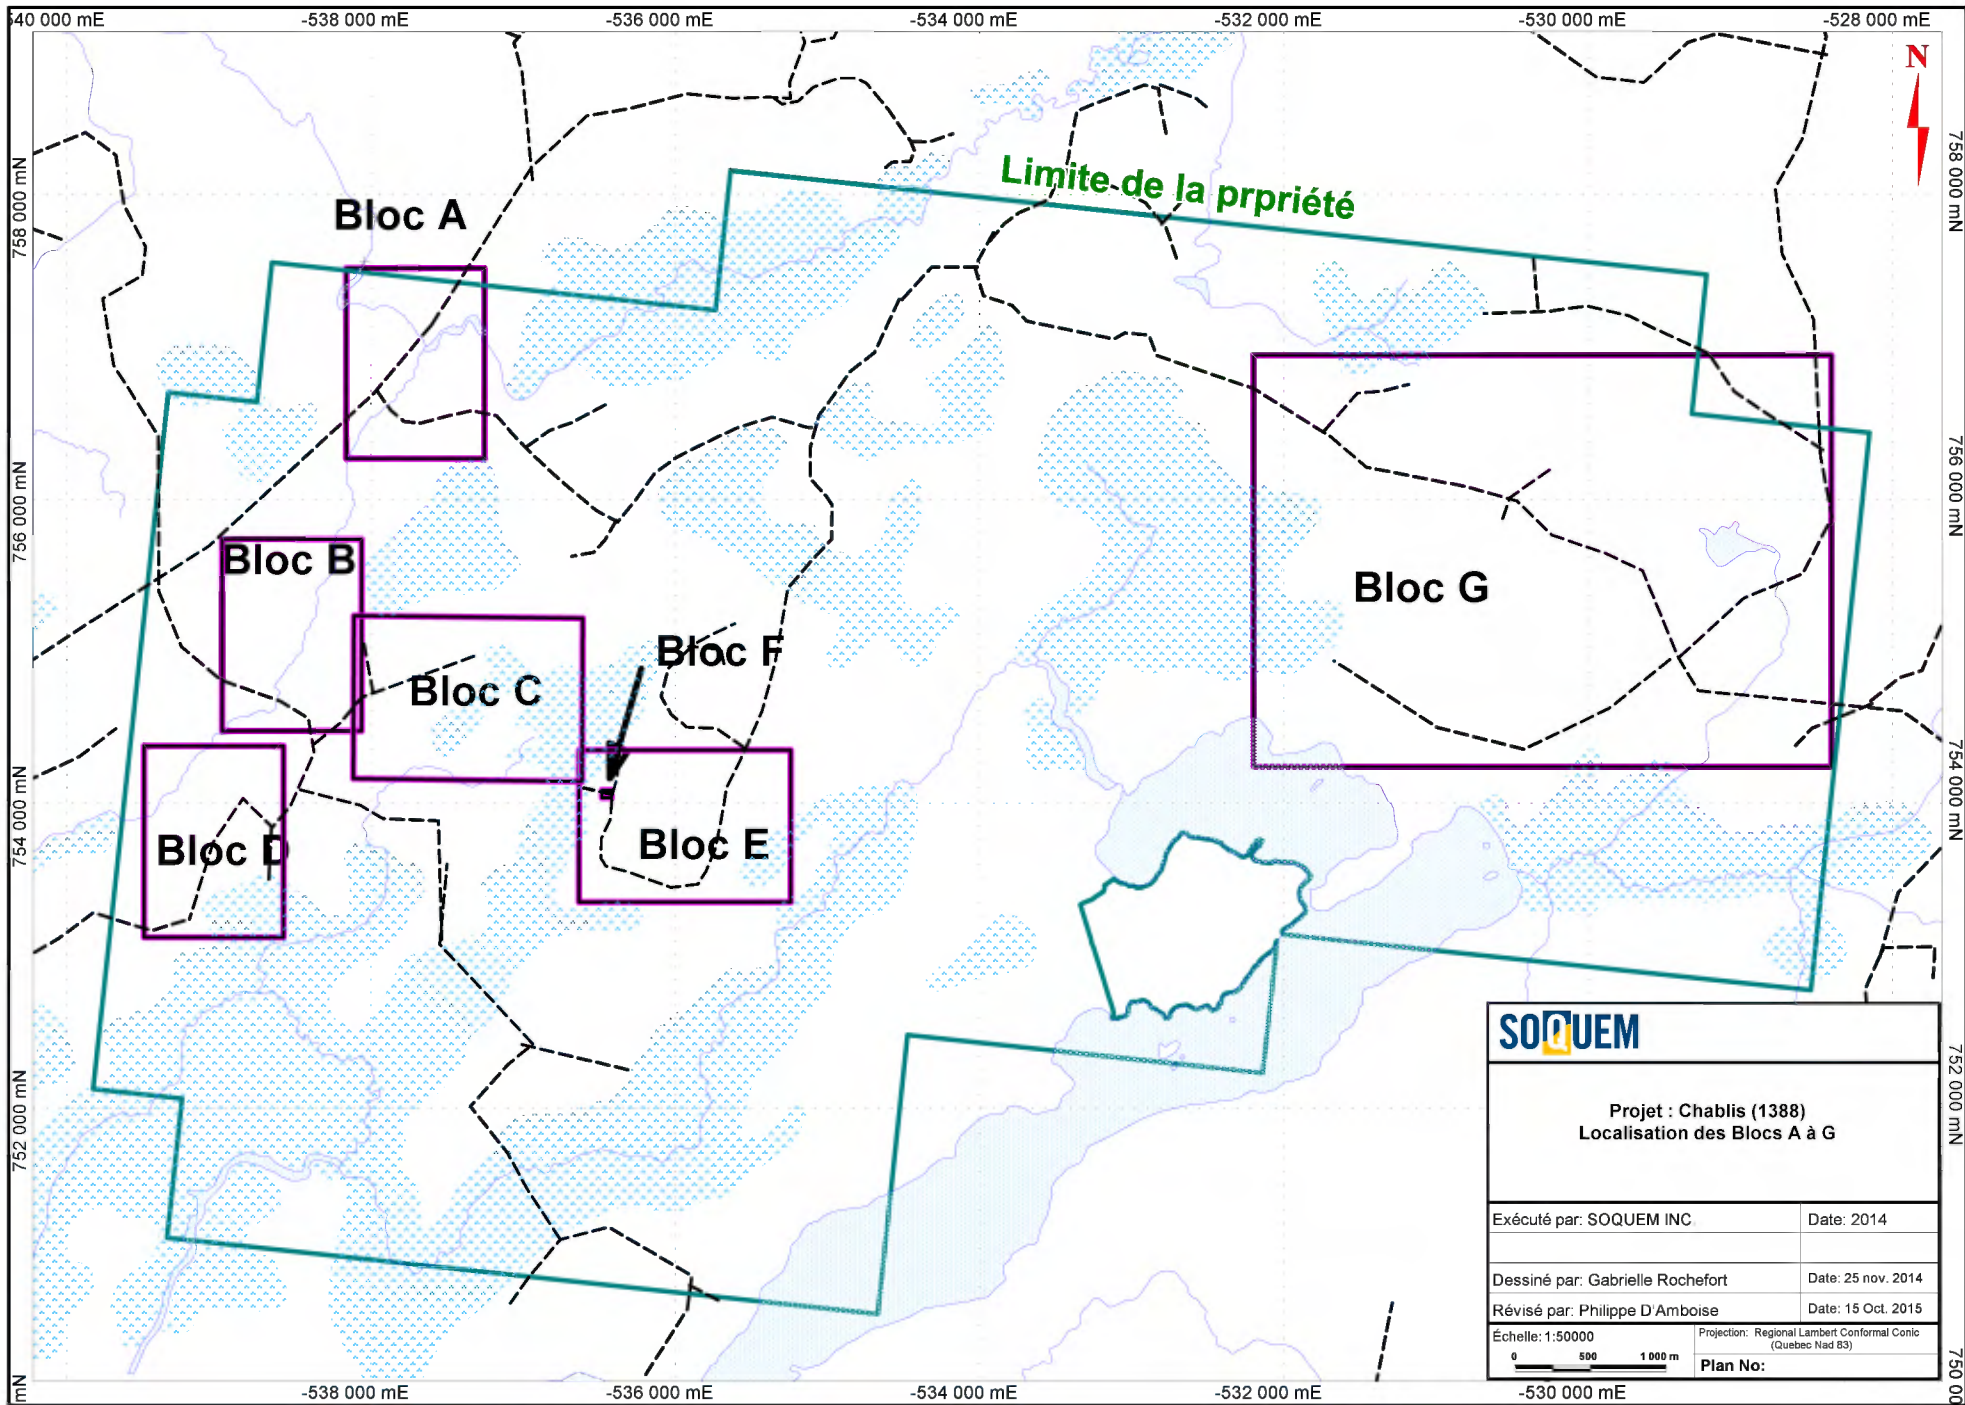 540 000 mE
-538 000 mE
-536 000 mE
-534 000 mE
-532 000 mE
-530 000 mE
-528 000 mE
N
758 000 mN
758 000 mN
Limite de la prpriété
Bloc A
756 000 mN
756 000 mN
Bloc B
Bloc G
Bloc F
Bloc C
754 000 mN
754 000 mN
Bloc D
Bloc E
752 000 mN
752 000 mN
SOQUEM
Projet : Chablis (1388)
Localisation des Blocs A à G
Exécuté par: SOQUEM INC.
Date: 2014
Dessiné par: Gabrielle Rochefort
Date: 25 nov. 2014
Révisé par: Philippe D'Amboise
Date: 15 Oct. 2015
Échelle: 1:50000
0 500 1 000 m
Projection: Regional Lambert Conformal Conic
(Quebec Nad 83)
Plan No:
mN
750 00
-538 000 mE
-536 000 mE
-534 000 mE
-532 000 mE
-530 000 mE